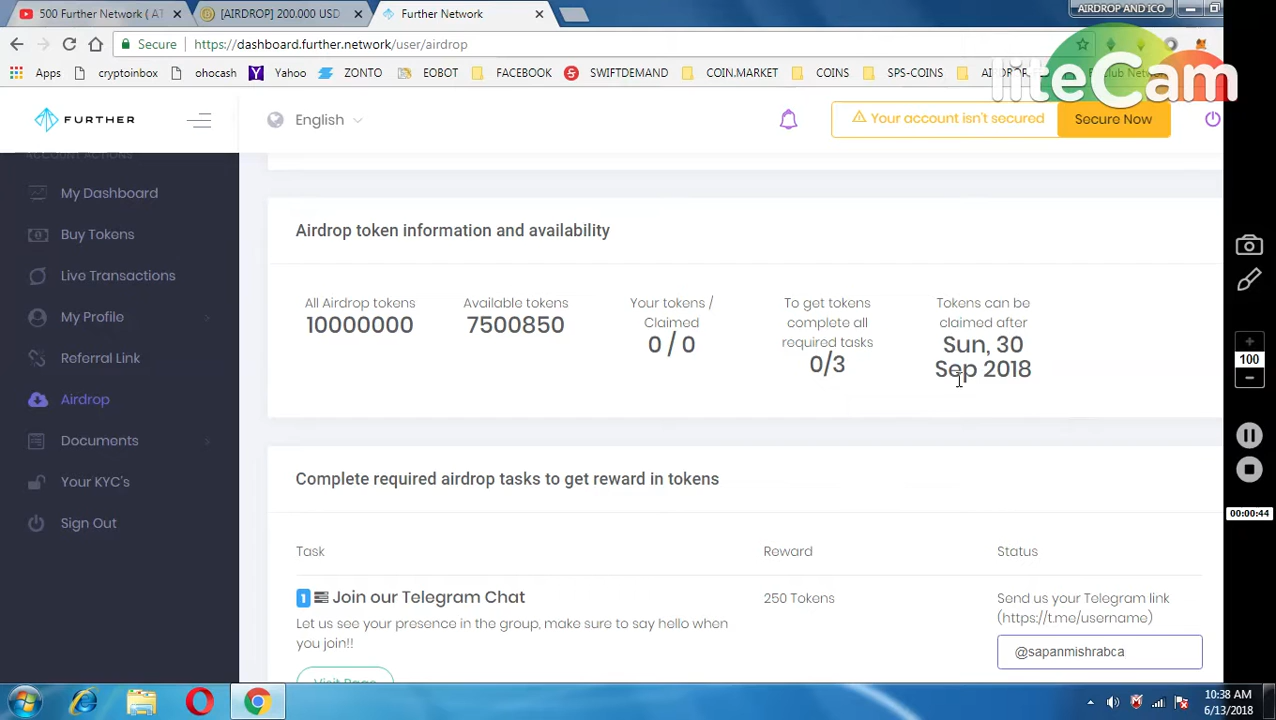 500 Further Network ( AT
[AIRDROP] 200.000 USD
Further Network
AIRDROP AND ICO
Secure
https://dashboard.further.network/user/airdrop
Apps
cryptoinbox
ohocash
Yahoo
ZONTO
EOBOT
FACEBOOK
SWIFTDEMAND
COIN.MARKET
COINS
SPS-COINS
liteCam
FURTHER
English
Your account isn't secured
Secure Now
ACCOUNT ACTIONS
My Dashboard
Buy Tokens
Live Transactions
My Profile
Referral Link
Airdrop
Documents
Your KYC's
Sign Out
Airdrop token information and availability
All Airdrop tokens
10000000
Available tokens
7500850
Your tokens /
Claimed
0 / 0
To get tokens
complete all
required tasks
0/3
Tokens can be
claimed after
Sun, 30
Sep 2018
Complete required airdrop tasks to get reward in tokens
Task
Reward
Status
1 Join our Telegram Chat
Let us see your presence in the group, make sure to say hello when
you join!!
Visit Page
250 Tokens
Send us your Telegram link
(https://t.me/username)
@sapanmishrabca
100
00:00:44
10:38 AM
6/13/2018